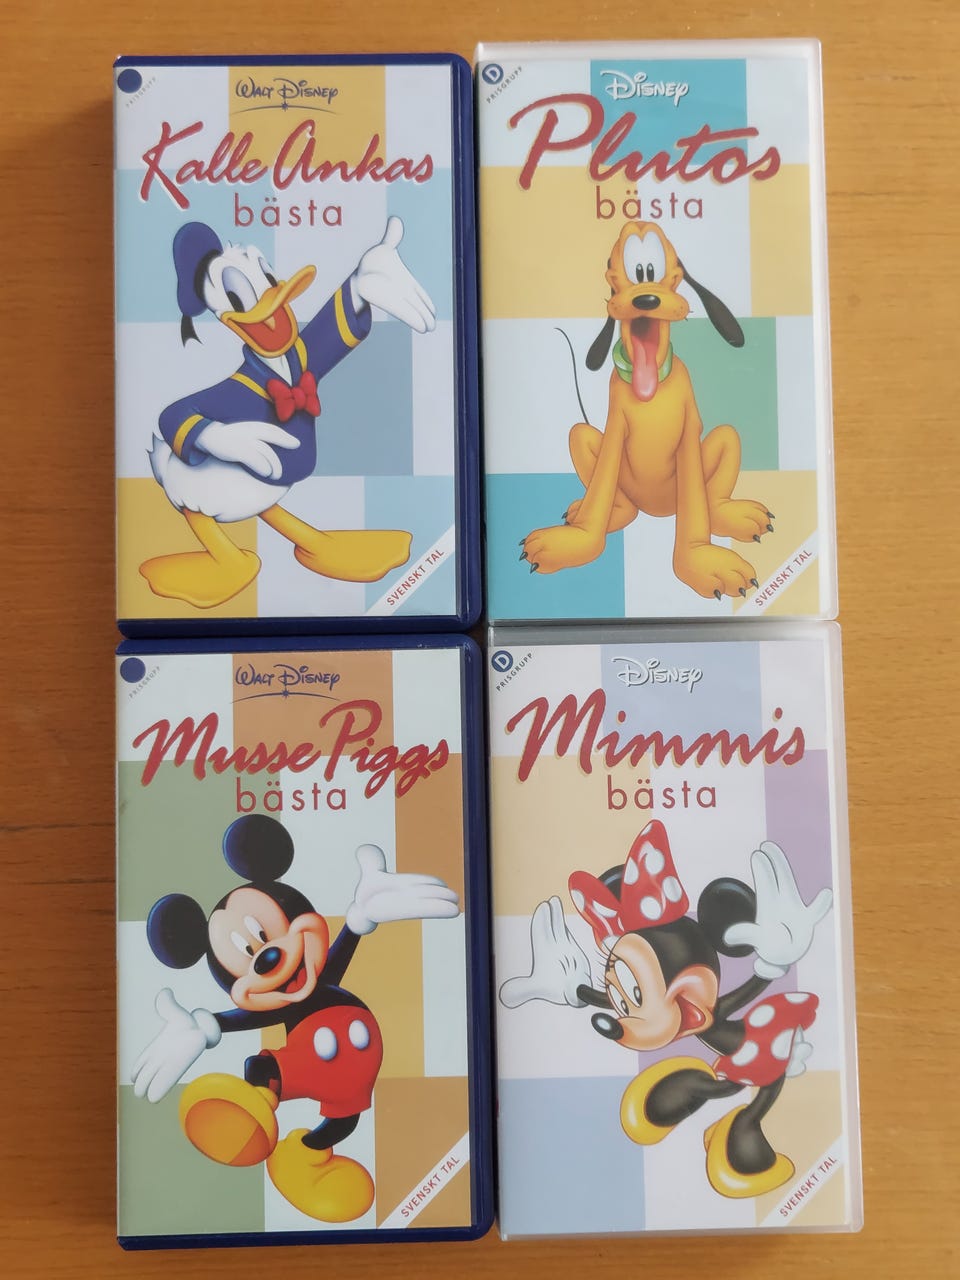 PRISGRUPP
WALT DISNEY
Kalle Ankas
bästa
SVENSKT TAL
D
PRISGRUPP
DISNEY
Plutos
bästa
SVENSKT TAL
PRISGRUPP
WALT DISNEY
Musse Piggs
bästa
SVENSKT TAL
D
PRISGRUPP
DISNEY
Mimmis
bästa
SVENSKT TAL